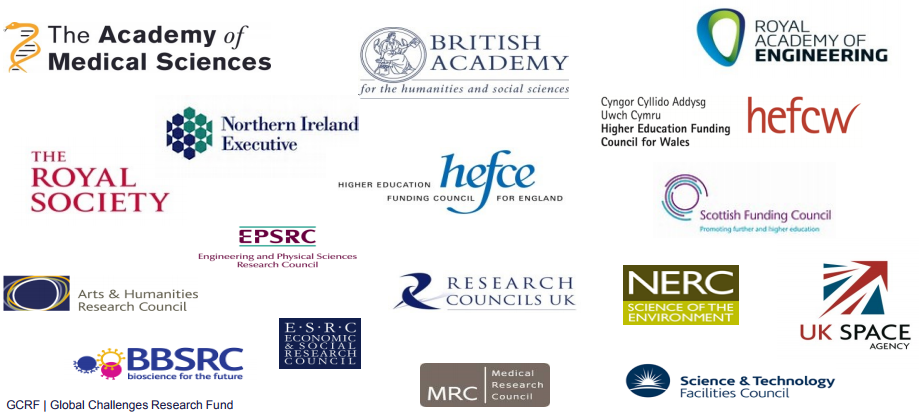 The Academy of
Medical Sciences
BRITISH
ACADEMY
for the humanities and social sciences
ROYAL
ACADEMY OF
ENGINEERING
Northern Ireland
Executive
Cyngor Cyllido Addysg
Uwch Cymru
Higher Education Funding
Council for Wales
hefcw
THE
ROYAL
SOCIETY
HIGHER EDUCATION hefce
FUNDING COUNCIL FOR ENGLAND
Scottish Funding Council
Promoting further and higher education
EPSRC
Engineering and Physical Sciences
Research Council
Arts & Humanities
Research Council
RESEARCH
COUNCILS UK
NERC
SCIENCE OF THE
ENVIRONMENT
UK SPACE
AGENCY
E·S·R·C
ECONOMIC
& SOCIAL
RESEARCH
COUNCIL
BBSRC
bioscience for the future
MRC
Medical
Research
Council
Science & Technology
Facilities Council
GCRF | Global Challenges Research Fund